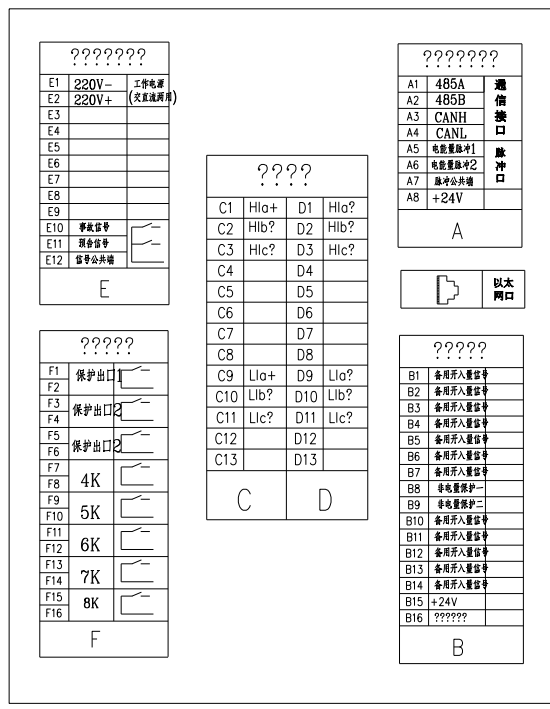 ???????
E1 220V- 工作电源
E2 220V+ (交直流两用)
E3
E4
E5
E6
E7
E8
E9
E10 事故信号
E11 预告信号
E12 信号公共端
E
?????
F1 保护出口1
F2
F3 保护出口2
F4
F5 保护出口2
F6
F7 4K
F8
F9 5K
F10
F11 6K
F12
F13 7K
F14
F15 8K
F16
F
????
C1 HIa+ D1 HIa?
C2 HIb? D2 HIb?
C3 HIc? D3 HIc?
C4 D4
C5 D5
C6 D6
C7 D7
C8 D8
C9 LIa+ D9 LIa?
C10 LIb? D10 LIb?
C11 LIc? D11 LIc?
C12 D12
C13 D13
C D
???????
A1 485A 通信接口
A2 485B
A3 CANH
A4 CANL
A5 电能量脉冲1 脉冲口
A6 电能量脉冲2
A7 脉冲公共端
A8 +24V
A
以太
网口
?????
B1 备用开入量信号
B2 备用开入量信号
B3 备用开入量信号
B4 备用开入量信号
B5 备用开入量信号
B6 备用开入量信号
B7 备用开入量信号
B8 非电量保护一
B9 非电量保护二
B10 备用开入量信号
B11 备用开入量信号
B12 备用开入量信号
B13 备用开入量信号
B14 备用开入量信号
B15 +24V
B16 ??????
B